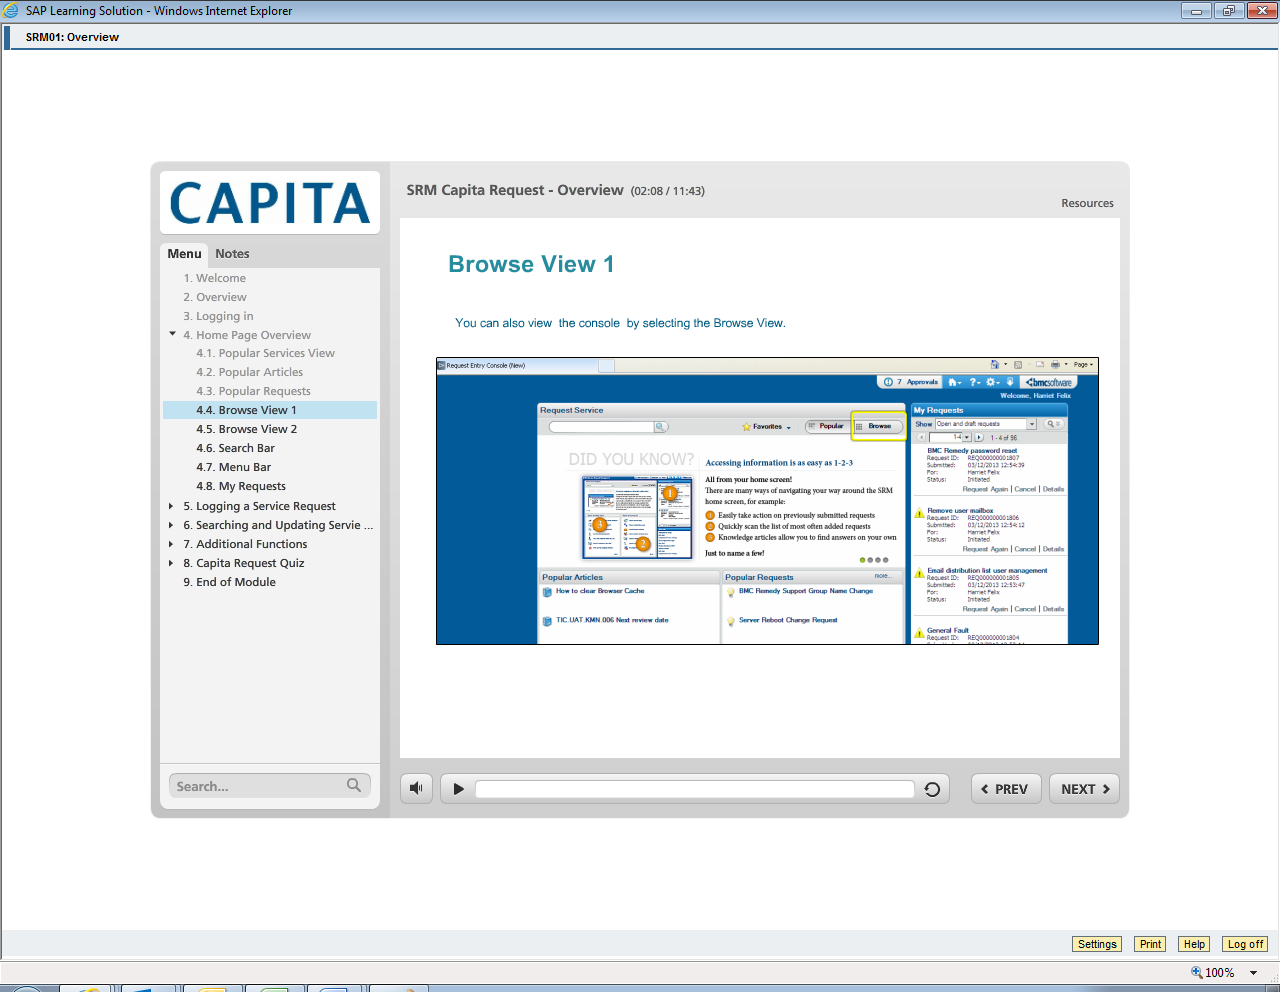 SAP Learning Solution - Windows Internet Explorer
SRM01: Overview
CAPITA
SRM Capita Request - Overview (02:08 / 11:43)
Resources
Menu Notes
1. Welcome
2. Overview
3. Logging in
4. Home Page Overview
4.1. Popular Services View
4.2. Popular Articles
4.3. Popular Requests
4.4. Browse View 1
4.5. Browse View 2
4.6. Search Bar
4.7. Menu Bar
4.8. My Requests
5. Logging a Service Request
6. Searching and Updating Servie ...
7. Additional Functions
8. Capita Request Quiz
9. End of Module
Search...
Browse View 1
You can also view the console by selecting the Browse View.
Request Entry Console (New)
Page
7 Approvals
bmcsoftware
Welcome, Harriet Felix
Request Service
Favorites
Popular
Browse
DID YOU KNOW?
Accessing information is as easy as 1-2-3
All from your home screen!
There are many ways of navigating your way around the SRM
home screen, for example:
1 Easily take action on previously submitted requests
2 Quickly scan the list of most often added requests
3 Knowledge articles allow you to find answers on your own
Just to name a few!
Popular Articles
How to clear Browser Cache
TIC.UAT.KMN.006 Next review date
Popular Requests
more...
BMC Remedy Support Group Name Change
Server Reboot Change Request
My Requests
Show Open and draft requests
1-4
1 - 4 of 96
BMC Remedy password reset
Request ID: REQ000000001807
Submitted: 03/12/2013 12:54:39
For: Harriet Felix
Status: Initiated
Request Again | Cancel | Details
Remove user mailbox
Request ID: REQ000000001806
Submitted: 03/12/2013 12:54:12
For: Harriet Felix
Status: Initiated
Request Again | Cancel | Details
Email distribution list user management
Request ID: REQ000000001805
Submitted: 03/12/2013 12:53:47
For: Harriet Felix
Status: Initiated
Request Again | Cancel | Details
General Fault
Request ID: REQ000000001804
PREV
NEXT
Settings
Print
Help
Log off
100%